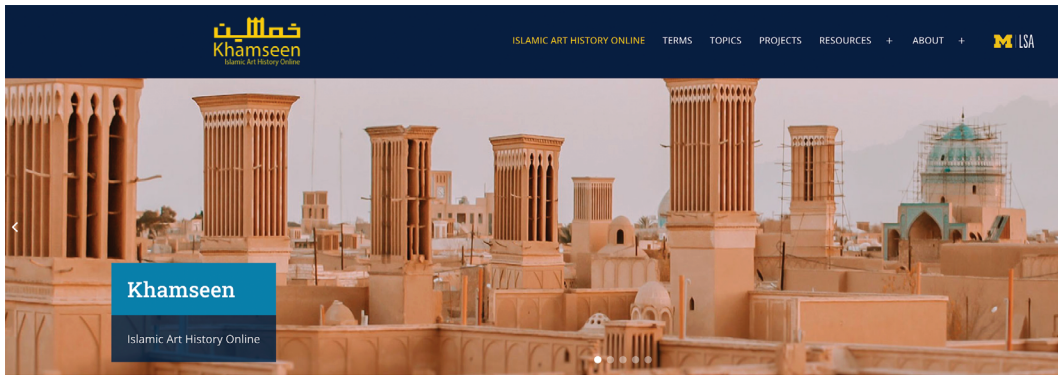 خمسين
Khamseen
Islamic Art History Online
ISLAMIC ART HISTORY ONLINE TERMS TOPICS PROJECTS RESOURCES + ABOUT +
M LSA
Khamseen
Islamic Art History Online